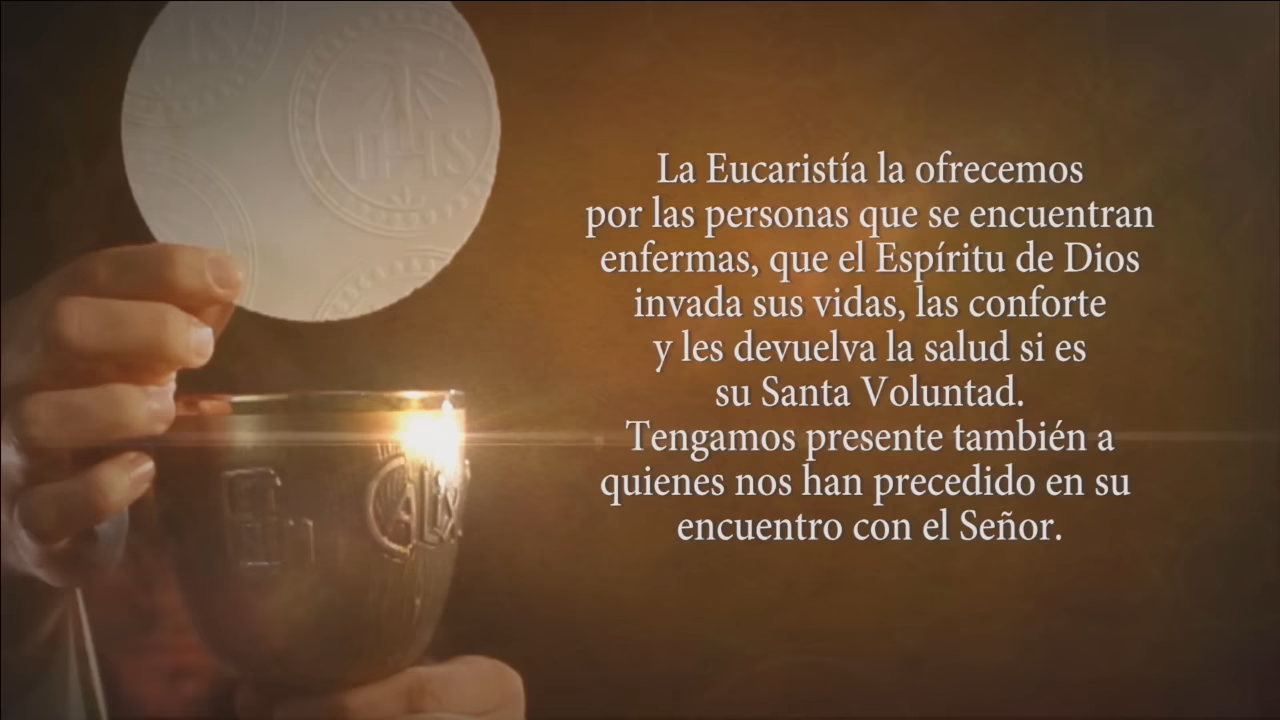 IHS
La Eucaristía la ofrecemos
por las personas que se encuentran
enfermas, que el Espíritu de Dios
invada sus vidas, las conforte
y les devuelva la salud si es
su Santa Voluntad.
Tengamos presente también a
quienes nos han precedido en su
encuentro con el Señor.